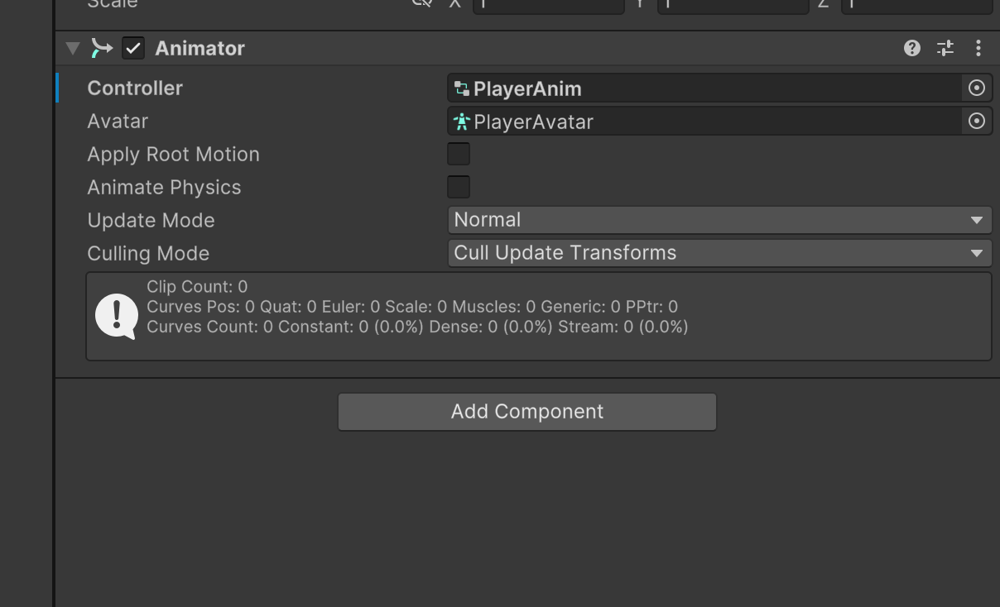 Scale X 1 Y 1 Z 1
Animator
Controller PlayerAnim
Avatar PlayerAvatar
Apply Root Motion
Animate Physics
Update Mode Normal
Culling Mode Cull Update Transforms
Clip Count: 0
Curves Pos: 0 Quat: 0 Euler: 0 Scale: 0 Muscles: 0 Generic: 0 PPtr: 0
Curves Count: 0 Constant: 0 (0.0%) Dense: 0 (0.0%) Stream: 0 (0.0%)
Add Component